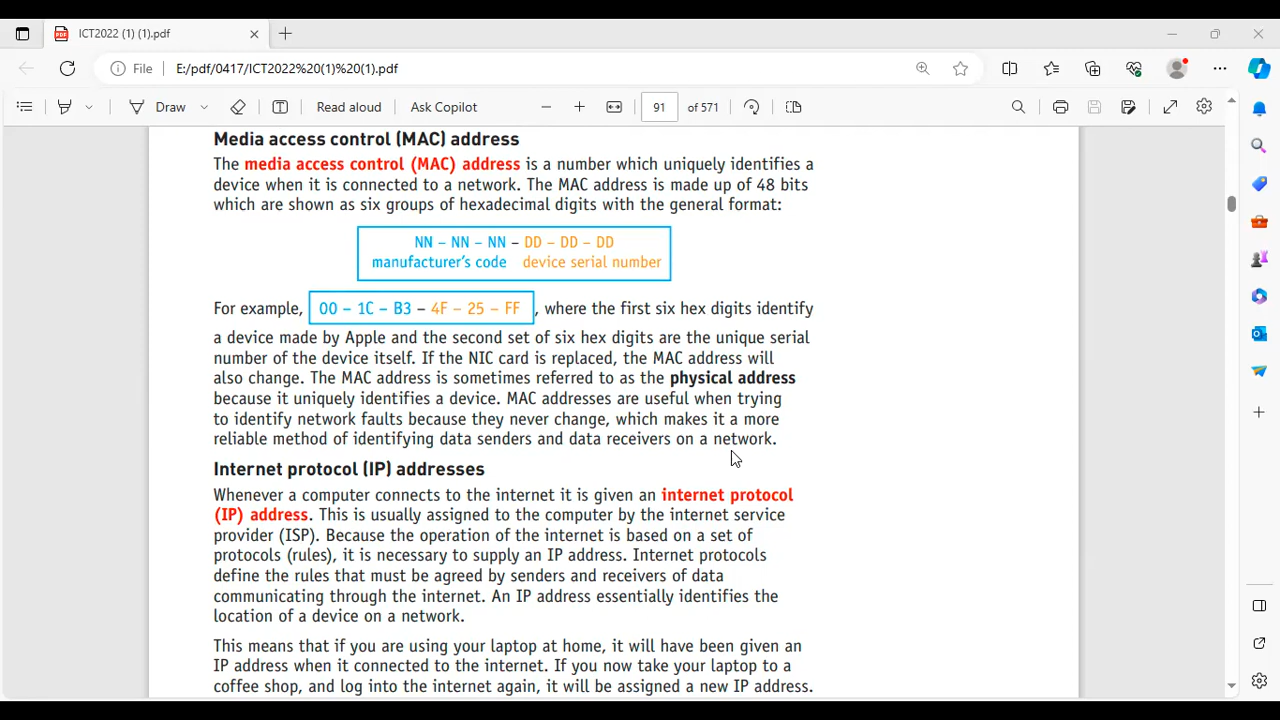 ICT2022 (1) (1).pdf
File E:/pdf/0417/ICT2022%20(1)%20(1).pdf
Draw Read aloud Ask Copilot 91 of 571
Media access control (MAC) address
The media access control (MAC) address is a number which uniquely identifies a
device when it is connected to a network. The MAC address is made up of 48 bits
which are shown as six groups of hexadecimal digits with the general format:
NN – NN – NN – DD – DD – DD
manufacturer's code device serial number
For example, 00 – 1C – B3 – 4F – 25 – FF , where the first six hex digits identify
a device made by Apple and the second set of six hex digits are the unique serial
number of the device itself. If the NIC card is replaced, the MAC address will
also change. The MAC address is sometimes referred to as the physical address
because it uniquely identifies a device. MAC addresses are useful when trying
to identify network faults because they never change, which makes it a more
reliable method of identifying data senders and data receivers on a network.
Internet protocol (IP) addresses
Whenever a computer connects to the internet it is given an internet protocol
(IP) address. This is usually assigned to the computer by the internet service
provider (ISP). Because the operation of the internet is based on a set of
protocols (rules), it is necessary to supply an IP address. Internet protocols
define the rules that must be agreed by senders and receivers of data
communicating through the internet. An IP address essentially identifies the
location of a device on a network.
This means that if you are using your laptop at home, it will have been given an
IP address when it connected to the internet. If you now take your laptop to a
coffee shop, and log into the internet again, it will be assigned a new IP address.